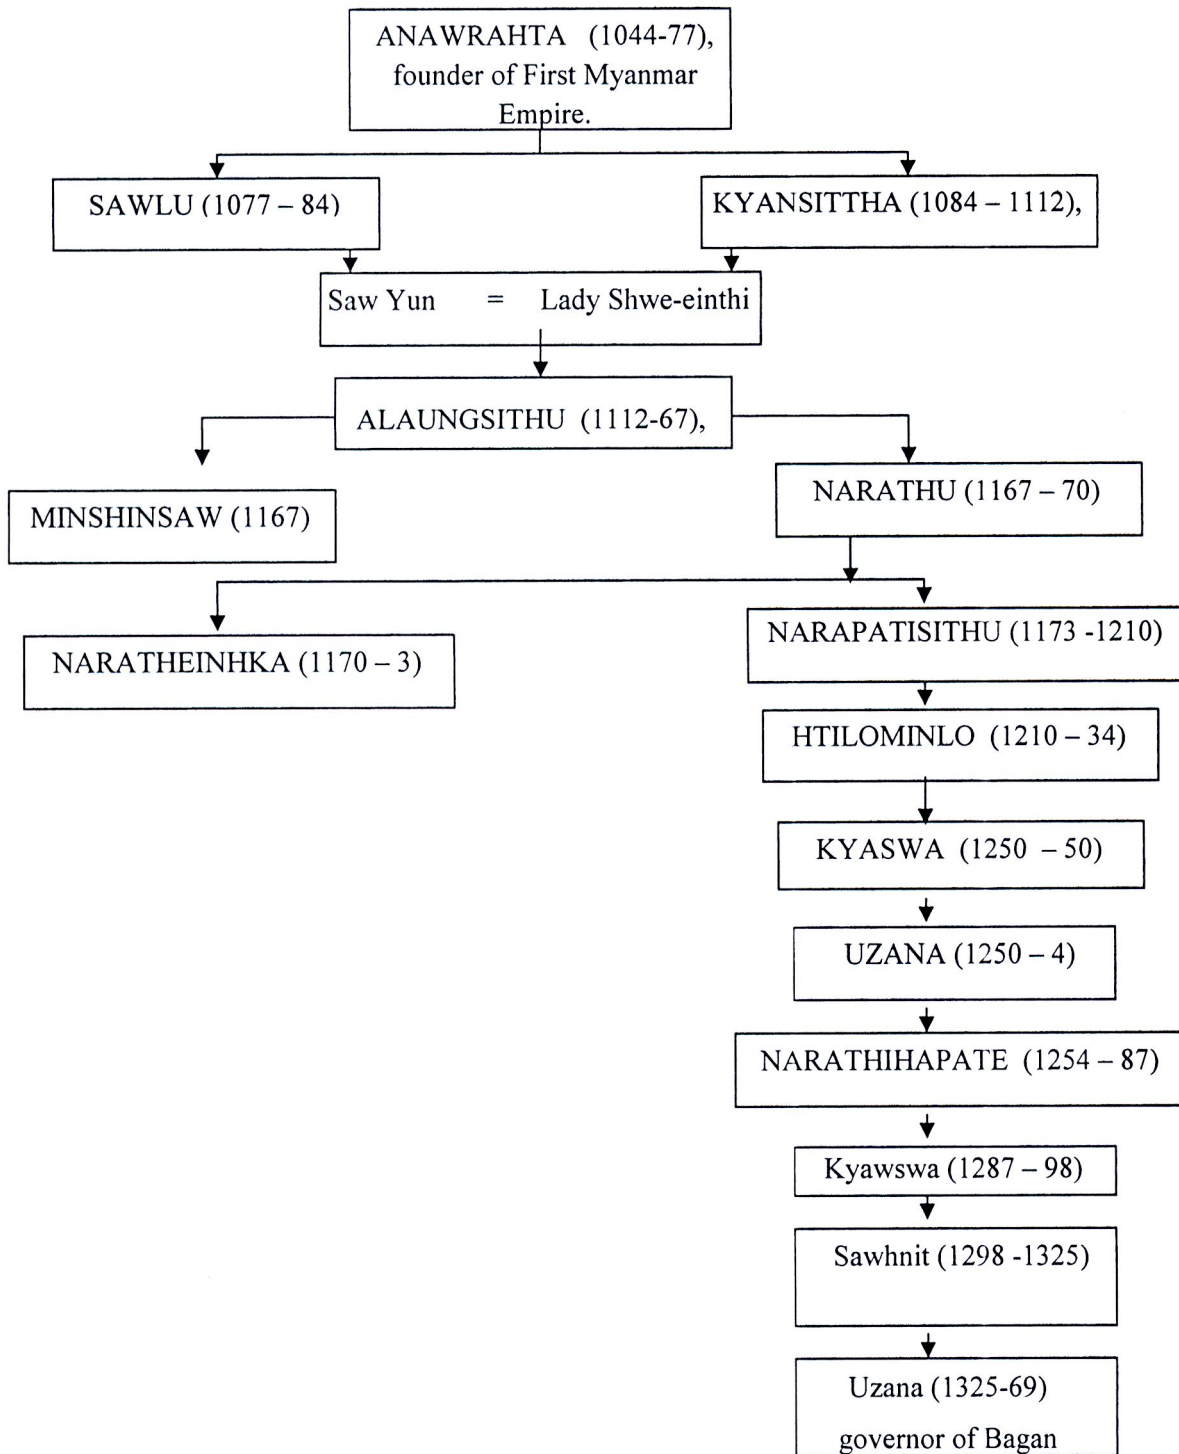 ANAWRAHTA (1044-77),
founder of First Myanmar
Empire.
SAWLU (1077 – 84)
KYANSITTHA (1084 – 1112),
Saw Yun = Lady Shwe-einthi
ALAUNGSITHU (1112-67),
MINSHINSAW (1167)
NARATHU (1167 – 70)
NARATHEINHKA (1170 – 3)
NARAPATISITHU (1173 -1210)
HTILOMINLO (1210 – 34)
KYASWA (1250 – 50)
UZANA (1250 – 4)
NARATHIHAPATE (1254 – 87)
Kyawswa (1287 – 98)
Sawhnit (1298 -1325)
Uzana (1325-69)
governor of Bagan